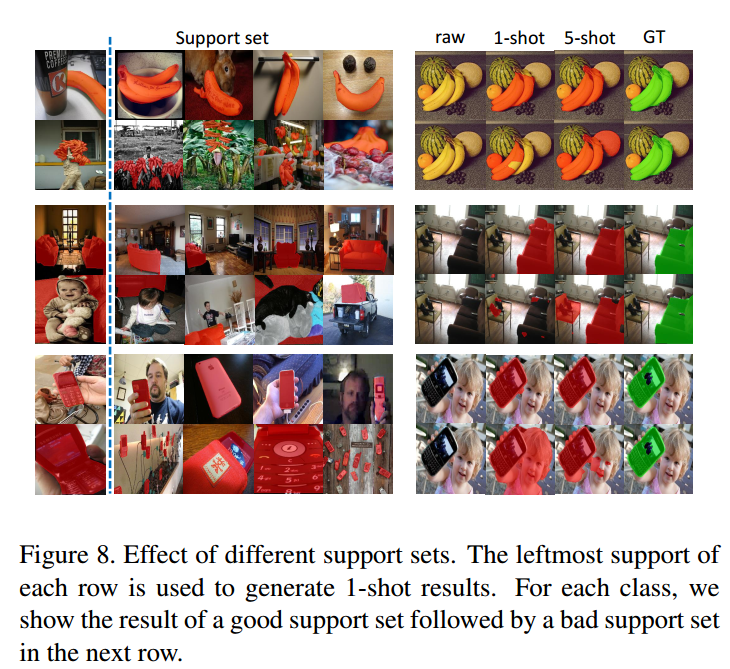 Support set
raw 1-shot 5-shot GT
PREMIUM
COFFEE
Figure 8. Effect of different support sets. The leftmost support of
each row is used to generate 1-shot results. For each class, we
show the result of a good support set followed by a bad support set
in the next row.